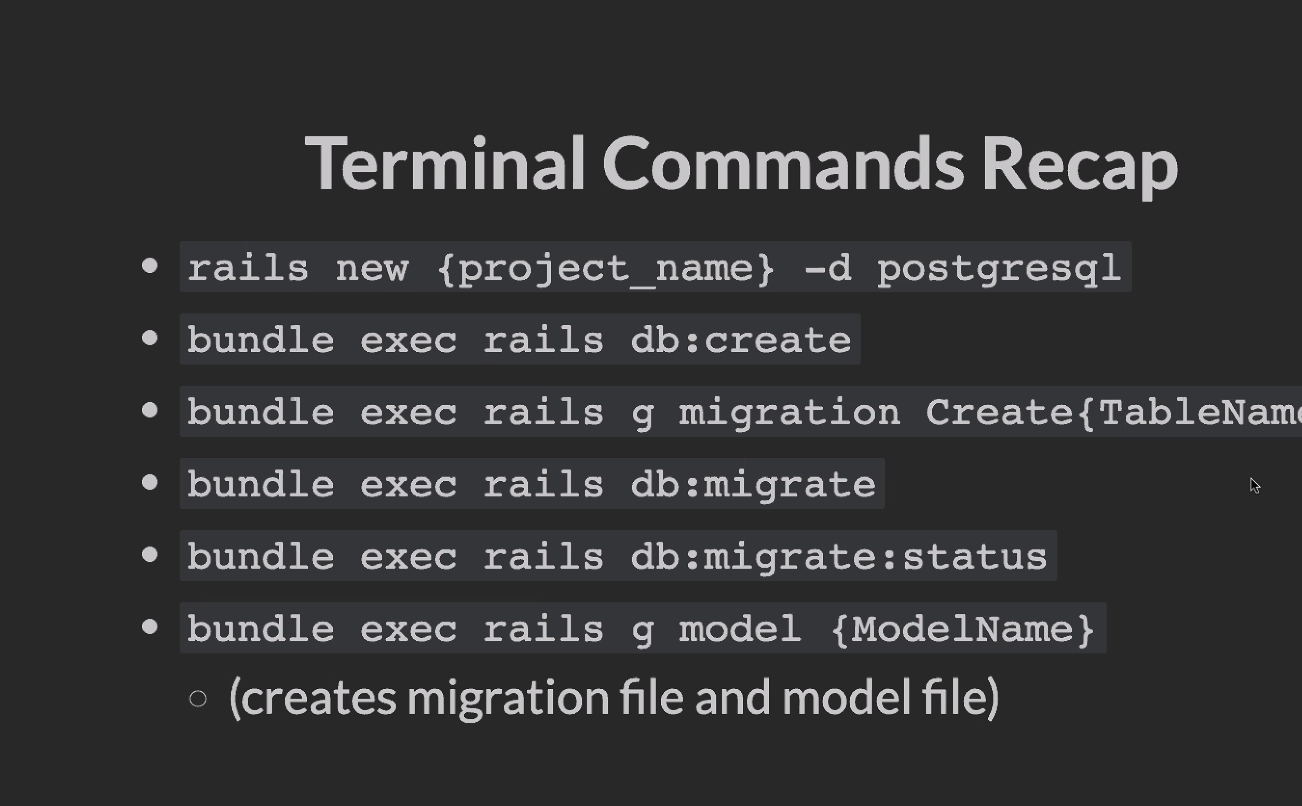 Terminal Commands Recap
rails new {project_name} -d postgresql
bundle exec rails db:create
bundle exec rails g migration Create{TableName
bundle exec rails db:migrate
bundle exec rails db:migrate:status
bundle exec rails g model {ModelName}
(creates migration file and model file)